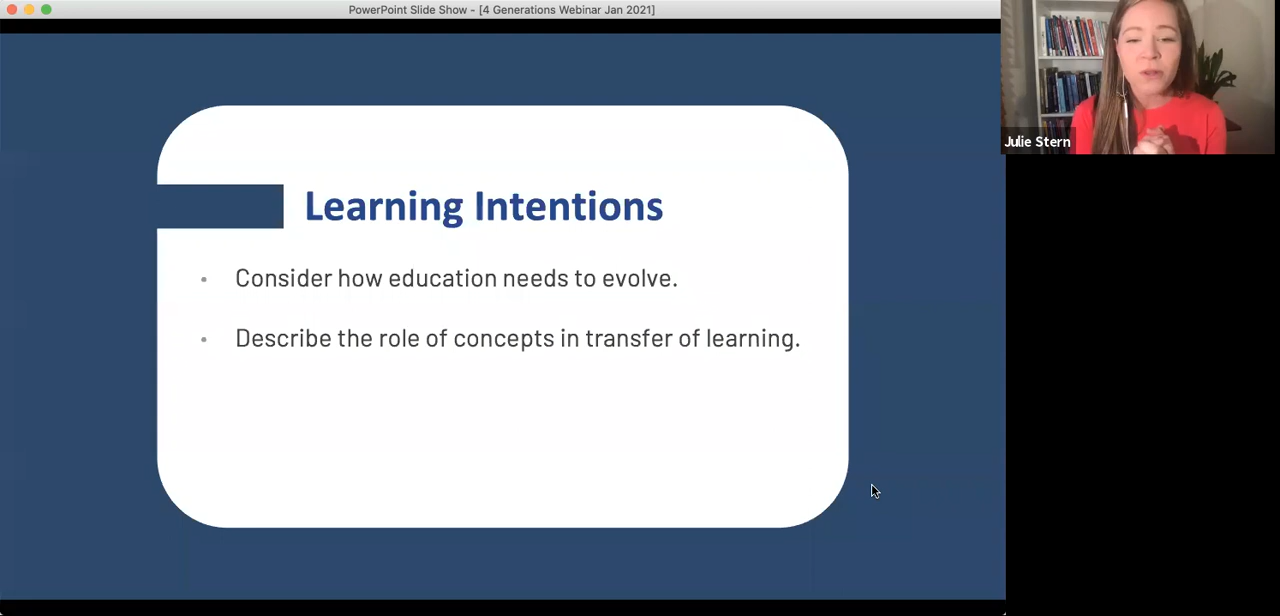 PowerPoint Slide Show - [4 Generations Webinar Jan 2021]
Julie Stern
Learning Intentions
• Consider how education needs to evolve.
• Describe the role of concepts in transfer of learning.